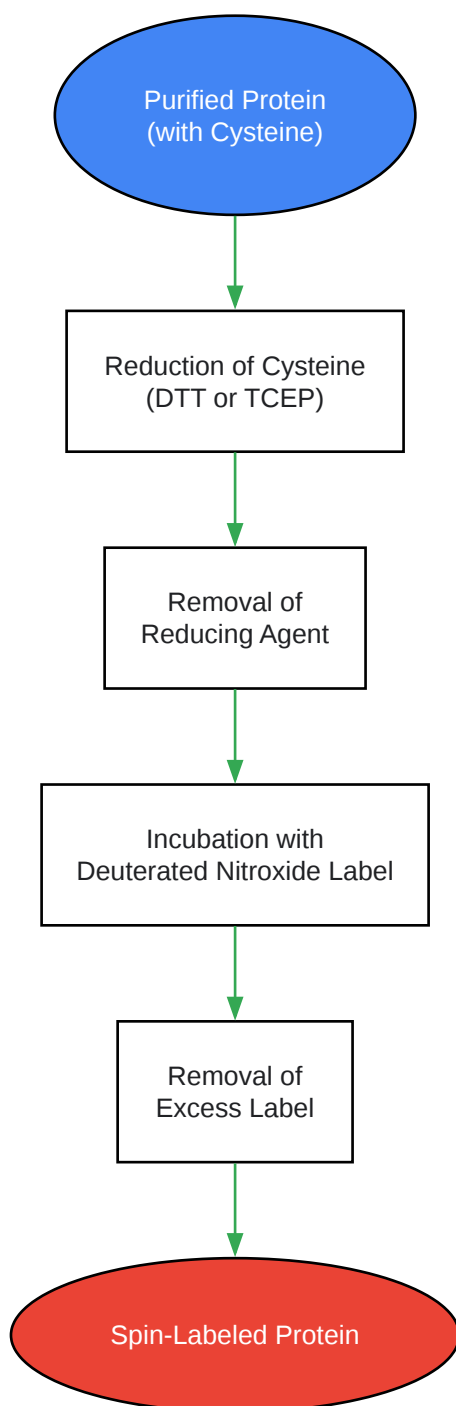 Purified Protein
(with Cysteine)
Reduction of Cysteine
(DTT or TCEP)
Removal of
Reducing Agent
Incubation with
Deuterated Nitroxide Label
Removal of
Excess Label
Spin-Labeled Protein